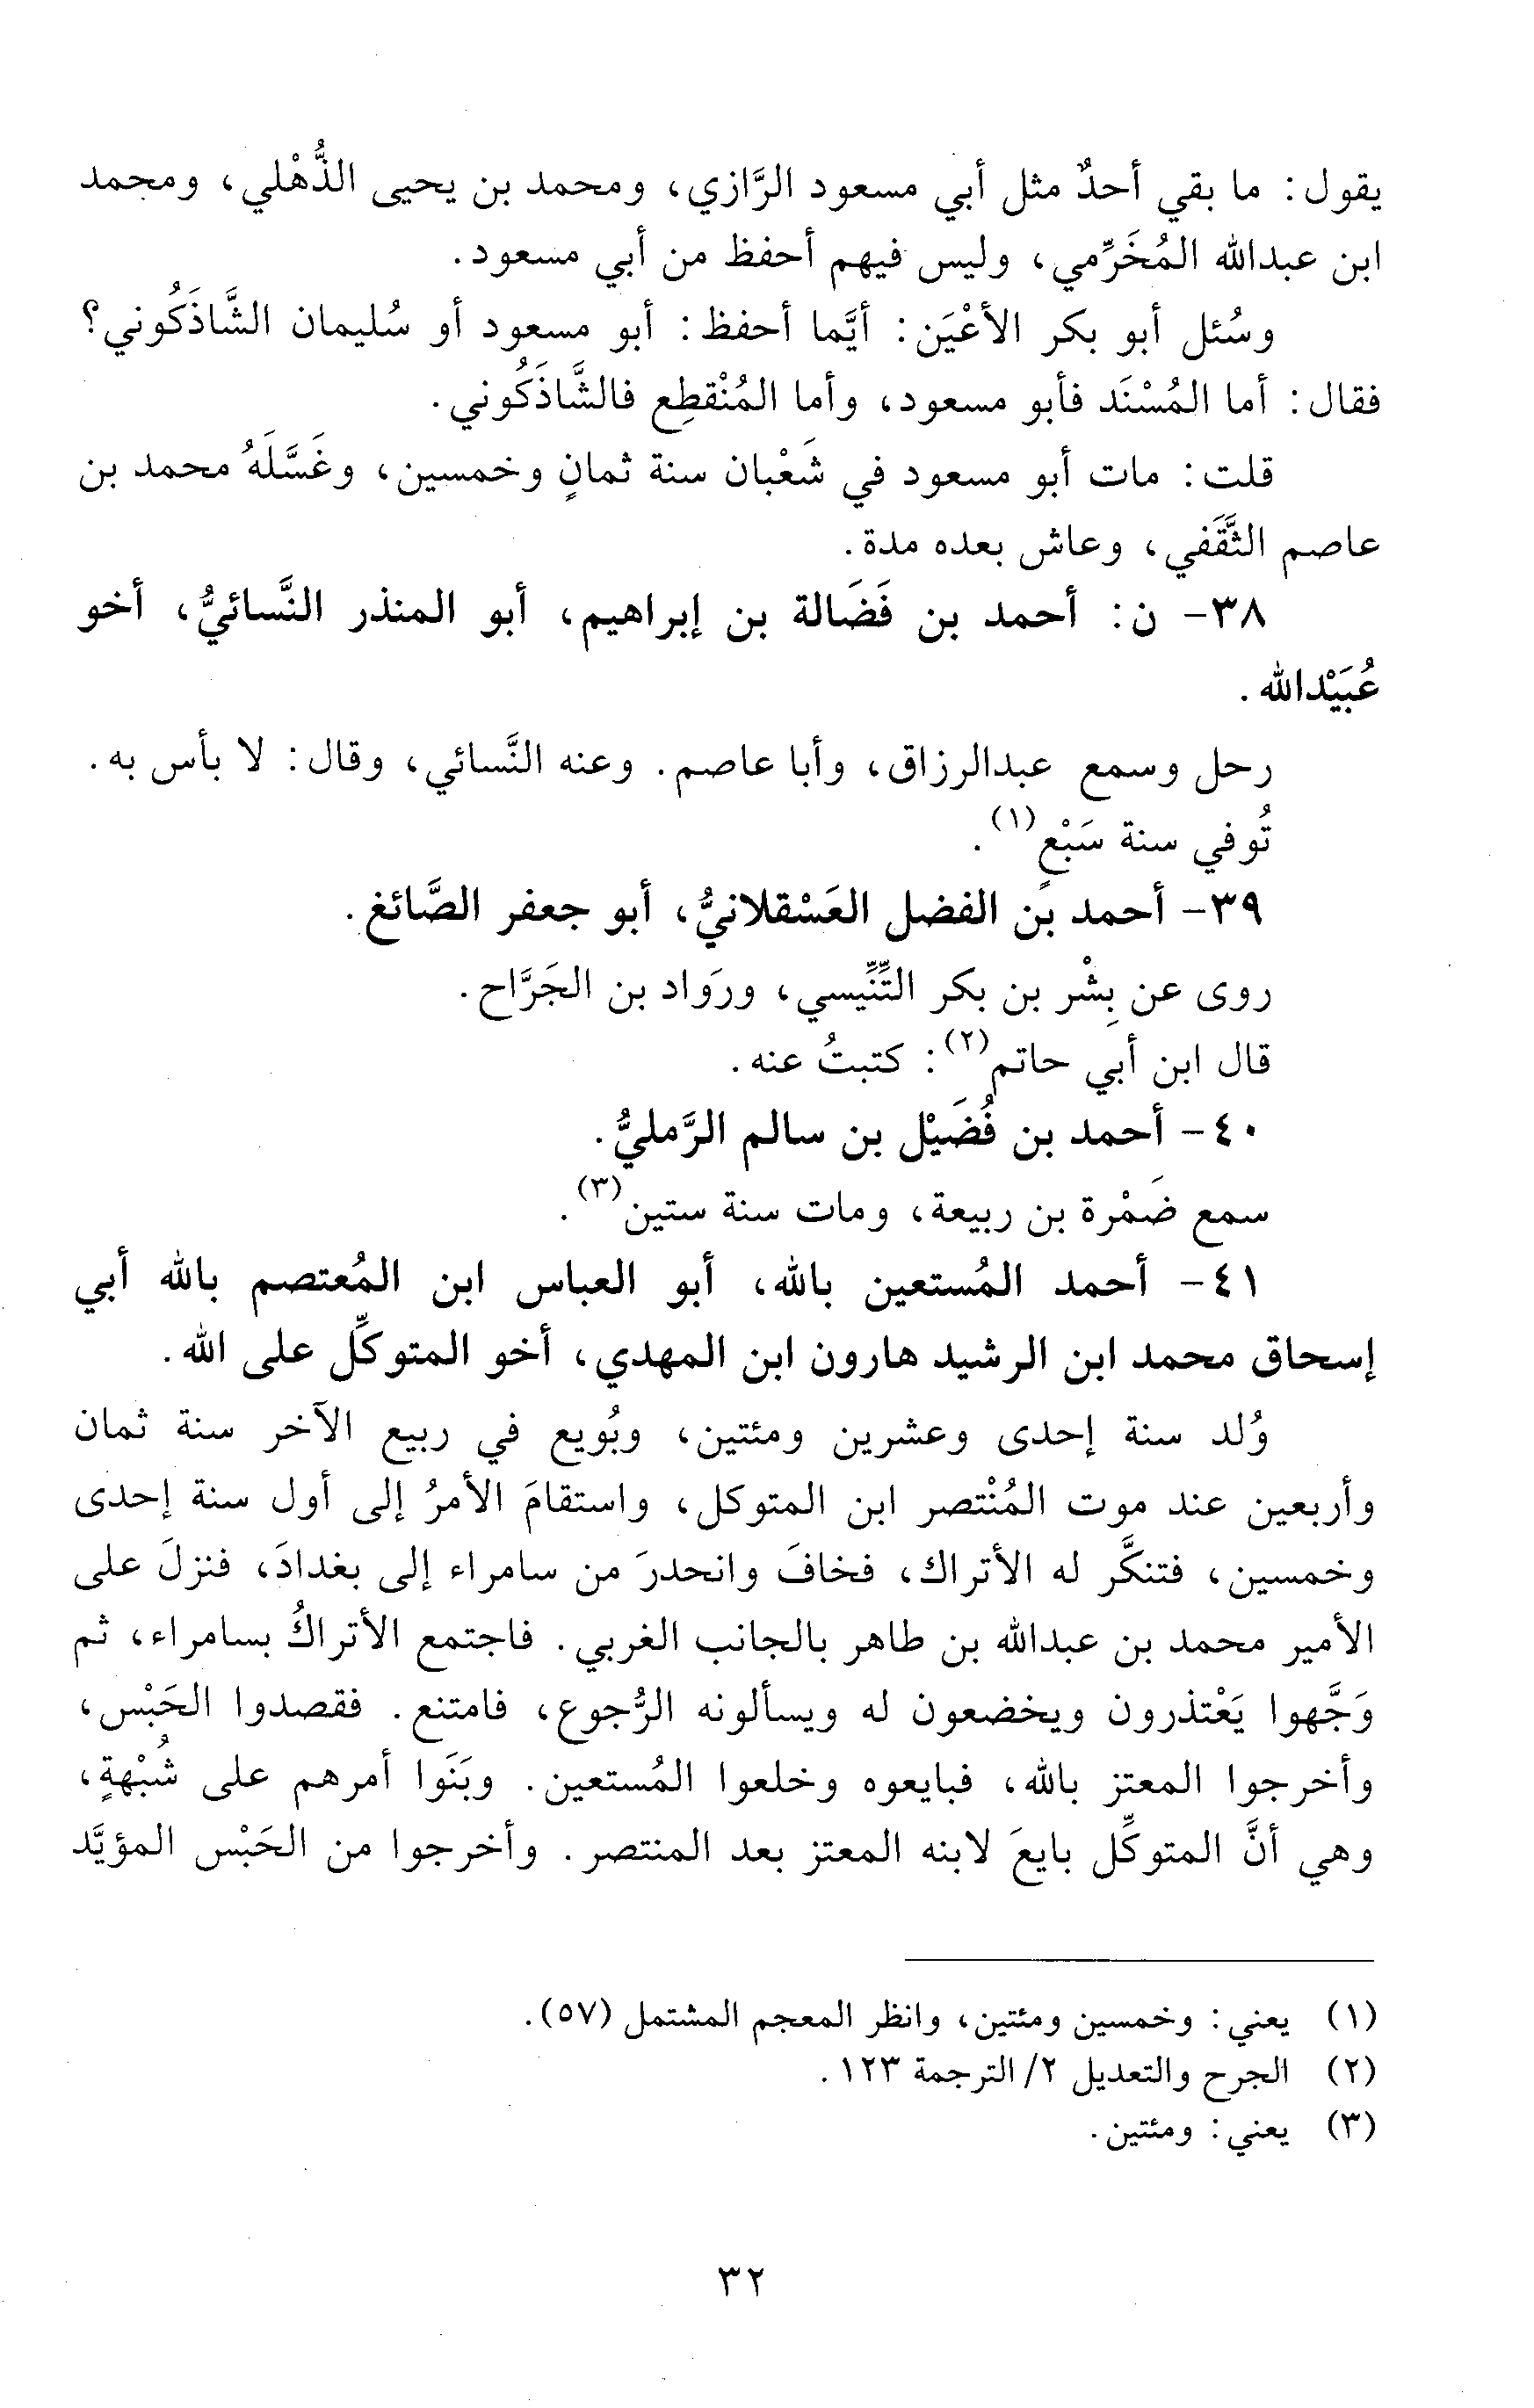 يقول: ما بقي أحدٌ مثل أبي مسعود الرَّازي، ومحمد بن يحيى الذُّهْلي، ومحمد
ابن عبدالله المُخَرِّمي، وليس فيهم أحفظ من أبي مسعود.
وسُئل أبو بكر الأعْيَن: أيَّما أحفظ: أبو مسعود أو سُليمان الشَّاذَكُوني؟
فقال: أما المُسْنَد فأبو مسعود، وأما المُنْقطِع فالشَّاذَكُوني.
قلت: مات أبو مسعود في شَعْبان سنة ثمانٍ وخمسين، وغَسَّلَهُ محمد بن
عاصم الثَّقَفي، وعاش بعده مدة.
٣٨- ن: أحمد بن فَضَالة بن إبراهيم، أبو المنذر النَّسائيُّ، أخو
عُبَيْدالله.
رحل وسمع عبدالرزاق، وأبا عاصم. وعنه النَّسائي، وقال: لا بأس به.
تُوفي سنة سَبْعٍ(١).
٣٩- أحمد بن الفضل العَسْقلانيُّ، أبو جعفر الصَّائغ.
روى عن بِشْر بن بكر التِّنِّيسي، ورَواد بن الجَرَّاح.
قال ابن أبي حاتم(٢): كتبتُ عنه.
٤٠- أحمد بن فُضَيْل بن سالم الرَّمليُّ.
سمع ضَمْرة بن ربيعة، ومات سنة ستين(٣).
٤١- أحمد المُستعين بالله، أبو العباس ابن المُعتصم بالله أبي
إسحاق محمد ابن الرشيد هارون ابن المهدي، أخو المتوكِّل على الله.
وُلد سنة إحدى وعشرين ومئتين، وبُويع في ربيع الآخر سنة ثمان
وأربعين عند موت المُنْتصر ابن المتوكل، واستقامَ الأمرُ إلى أول سنة إحدى
وخمسين، فتنكَّر له الأتراك، فخافَ وانحدرَ من سامراء إلى بغدادَ، فنزلَ على
الأمير محمد بن عبدالله بن طاهر بالجانب الغربي. فاجتمع الأتراكُ بسامراء، ثم
وَجَّهوا يَعْتذرون ويخضعون له ويسألونه الرُّجوع، فامتنع. فقصدوا الحَبْس،
وأخرجوا المعتز بالله، فبايعوه وخلعوا المُستعين. وبَنَوا أمرهم على شُبْهةٍ،
وهي أنَّ المتوكِّل بايعَ لابنه المعتز بعد المنتصر. وأخرجوا من الحَبْس المؤيَّد
(١) يعني: وخمسين ومئتين، وانظر المعجم المشتمل (٥٧).
(٢) الجرح والتعديل ٢/ الترجمة ١٢٣.
(٣) يعني: ومئتين.
٣٢